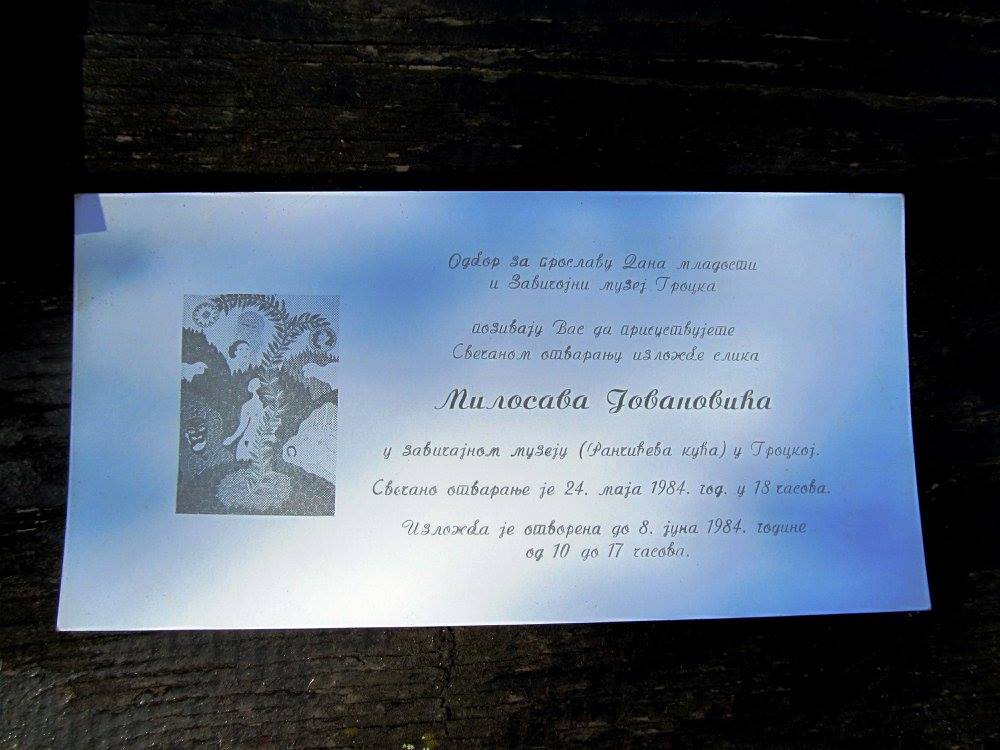 Одбор за прославу Дана младости
и Завичојни музеј Гроцка
позивају Вас да присуствујете
Свечаном отварању изложбе слика
Милосава Јовановића
у завичајном музеју (Ранчићева кућа) у Гроцкој.
Свечано отварање је 24. маја 1984. год. у 18 часова.
Изложба је отворена до 8. јуна 1984. године
од 10 до 17 часова.